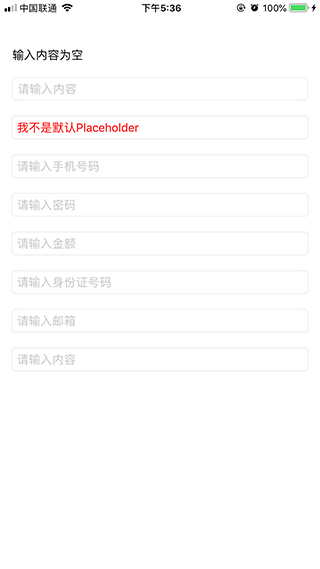 中国联通 下午5:36 100%
输入内容为空
请输入内容
我不是默认Placeholder
请输入手机号码
请输入密码
请输入金额
请输入身份证号码
请输入邮箱
请输入内容